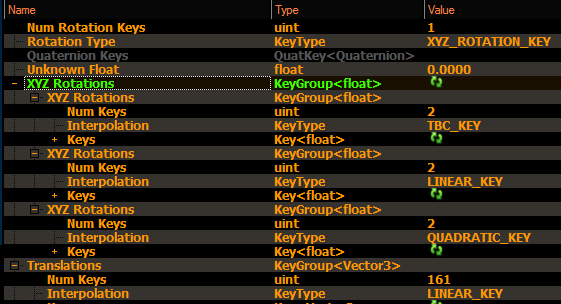 Name Type Value
Num Rotation Keys uint 1
Rotation Type KeyType XYZ_ROTATION_KEY
Quaternion Keys QuatKey<Quaternion>
Unknown Float float 0.0000
XYZ Rotations KeyGroup<float>
XYZ Rotations KeyGroup<float>
Num Keys uint 2
Interpolation KeyType TBC_KEY
Keys Key<float>
XYZ Rotations KeyGroup<float>
Num Keys uint 2
Interpolation KeyType LINEAR_KEY
Keys Key<float>
XYZ Rotations KeyGroup<float>
Num Keys uint 2
Interpolation KeyType QUADRATIC_KEY
Keys Key<float>
Translations KeyGroup<Vector3>
Num Keys uint 161
Interpolation KeyType LINEAR_KEY